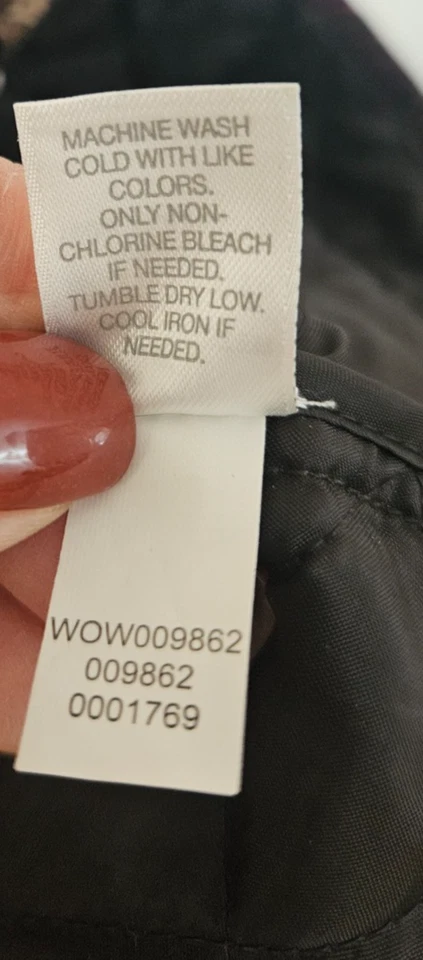 MACHINE WASH
COLD WITH LIKE
COLORS.
ONLY NON-
CHLORINE BLEACH
IF NEEDED.
TUMBLE DRY LOW.
COOL IRON IF
NEEDED.
WOW009862
009862
0001769